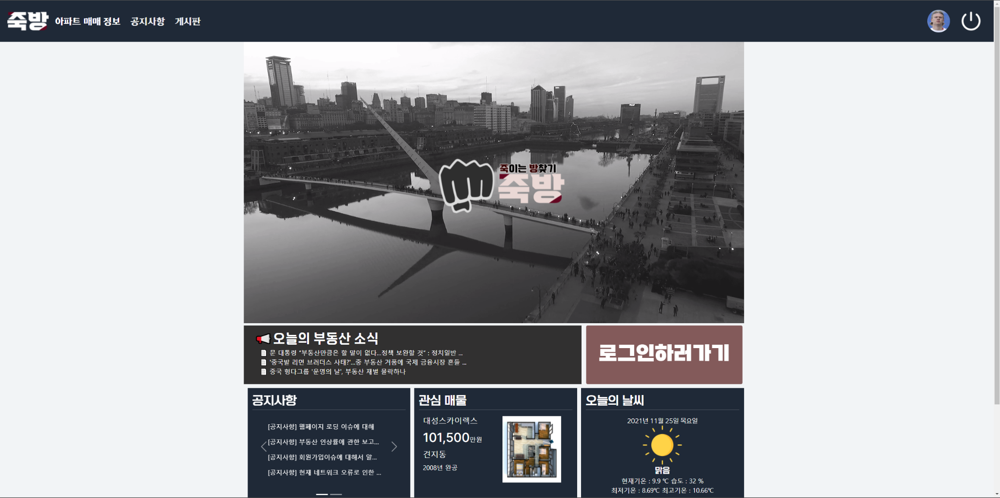 죽방 아파트 매매 정보 공지사항 게시판
죽이는 방찾기
죽방
오늘의 부동산 소식
문 대통령 “부동산만큼은 할 말이 없다...정책 보완할 것” : 정치일반 ...
'중국발 리먼 브러더스 사태?'...중 부동산 거품에 국제 금융시장 흔들 ...
중국 헝다그룹 '운명의 날', 부동산 재벌 몰락하나
로그인하러가기
공지사항
[공지사항] 웹페이지 로딩 이슈에 대해
[공지사항] 부동산 인상률에 관한 보고...
[공지사항] 회원가입이슈에 대해서 알...
[공지사항] 현재 네트워크 오류로 인한 ...
관심 매물
대성스카이렉스
101,500만원
견지동
2008년 완공
오늘의 날씨
2021년 11월 25일 목요일
맑음
현재기온 : 9.9 ℃ 습도 : 32 %
최저기온 : 8.69℃ 최고기온 : 10.66℃